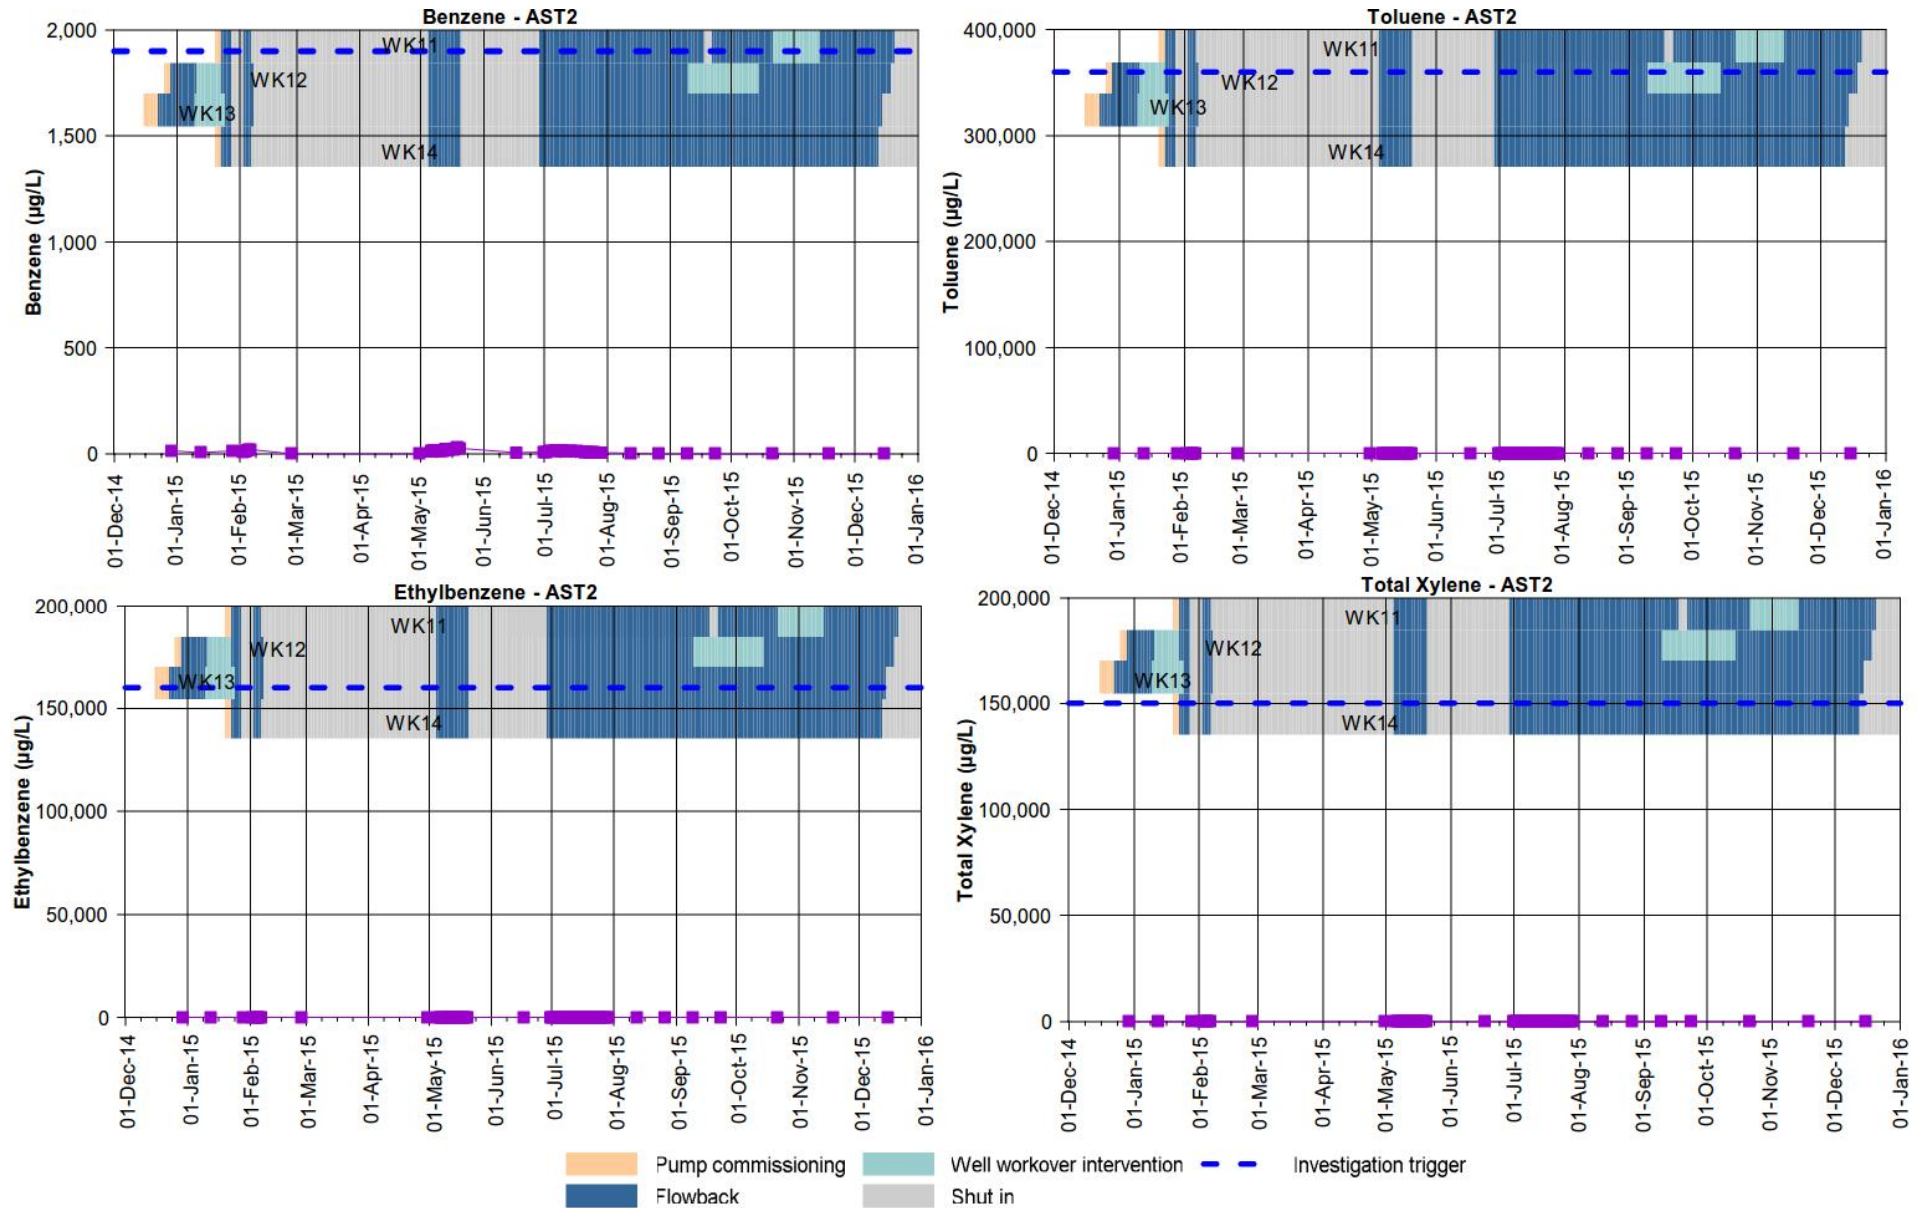 Benzene - AST2
Benzene (µg/L)
2,000
1,500
1,000
500
0
WK11
WK12
WK13
WK14
01-Dec-14
01-Jan-15
01-Feb-15
01-Mar-15
01-Apr-15
01-May-15
01-Jun-15
01-Jul-15
01-Aug-15
01-Sep-15
01-Oct-15
01-Nov-15
01-Dec-15
01-Jan-16
Toluene - AST2
Toluene (µg/L)
400,000
300,000
200,000
100,000
0
WK11
WK12
WK13
WK14
01-Dec-14
01-Jan-15
01-Feb-15
01-Mar-15
01-Apr-15
01-May-15
01-Jun-15
01-Jul-15
01-Aug-15
01-Sep-15
01-Oct-15
01-Nov-15
01-Dec-15
01-Jan-16
Ethylbenzene - AST2
Ethylbenzene (µg/L)
200,000
150,000
100,000
50,000
0
WK11
WK12
WK13
WK14
01-Dec-14
01-Jan-15
01-Feb-15
01-Mar-15
01-Apr-15
01-May-15
01-Jun-15
01-Jul-15
01-Aug-15
01-Sep-15
01-Oct-15
01-Nov-15
01-Dec-15
01-Jan-16
Total Xylene - AST2
Total Xylene (µg/L)
200,000
150,000
100,000
50,000
0
WK11
WK12
WK13
WK14
01-Dec-14
01-Jan-15
01-Feb-15
01-Mar-15
01-Apr-15
01-May-15
01-Jun-15
01-Jul-15
01-Aug-15
01-Sep-15
01-Oct-15
01-Nov-15
01-Dec-15
01-Jan-16
Pump commissioning
Well workover intervention
Investigation trigger
Flowback
Shut in